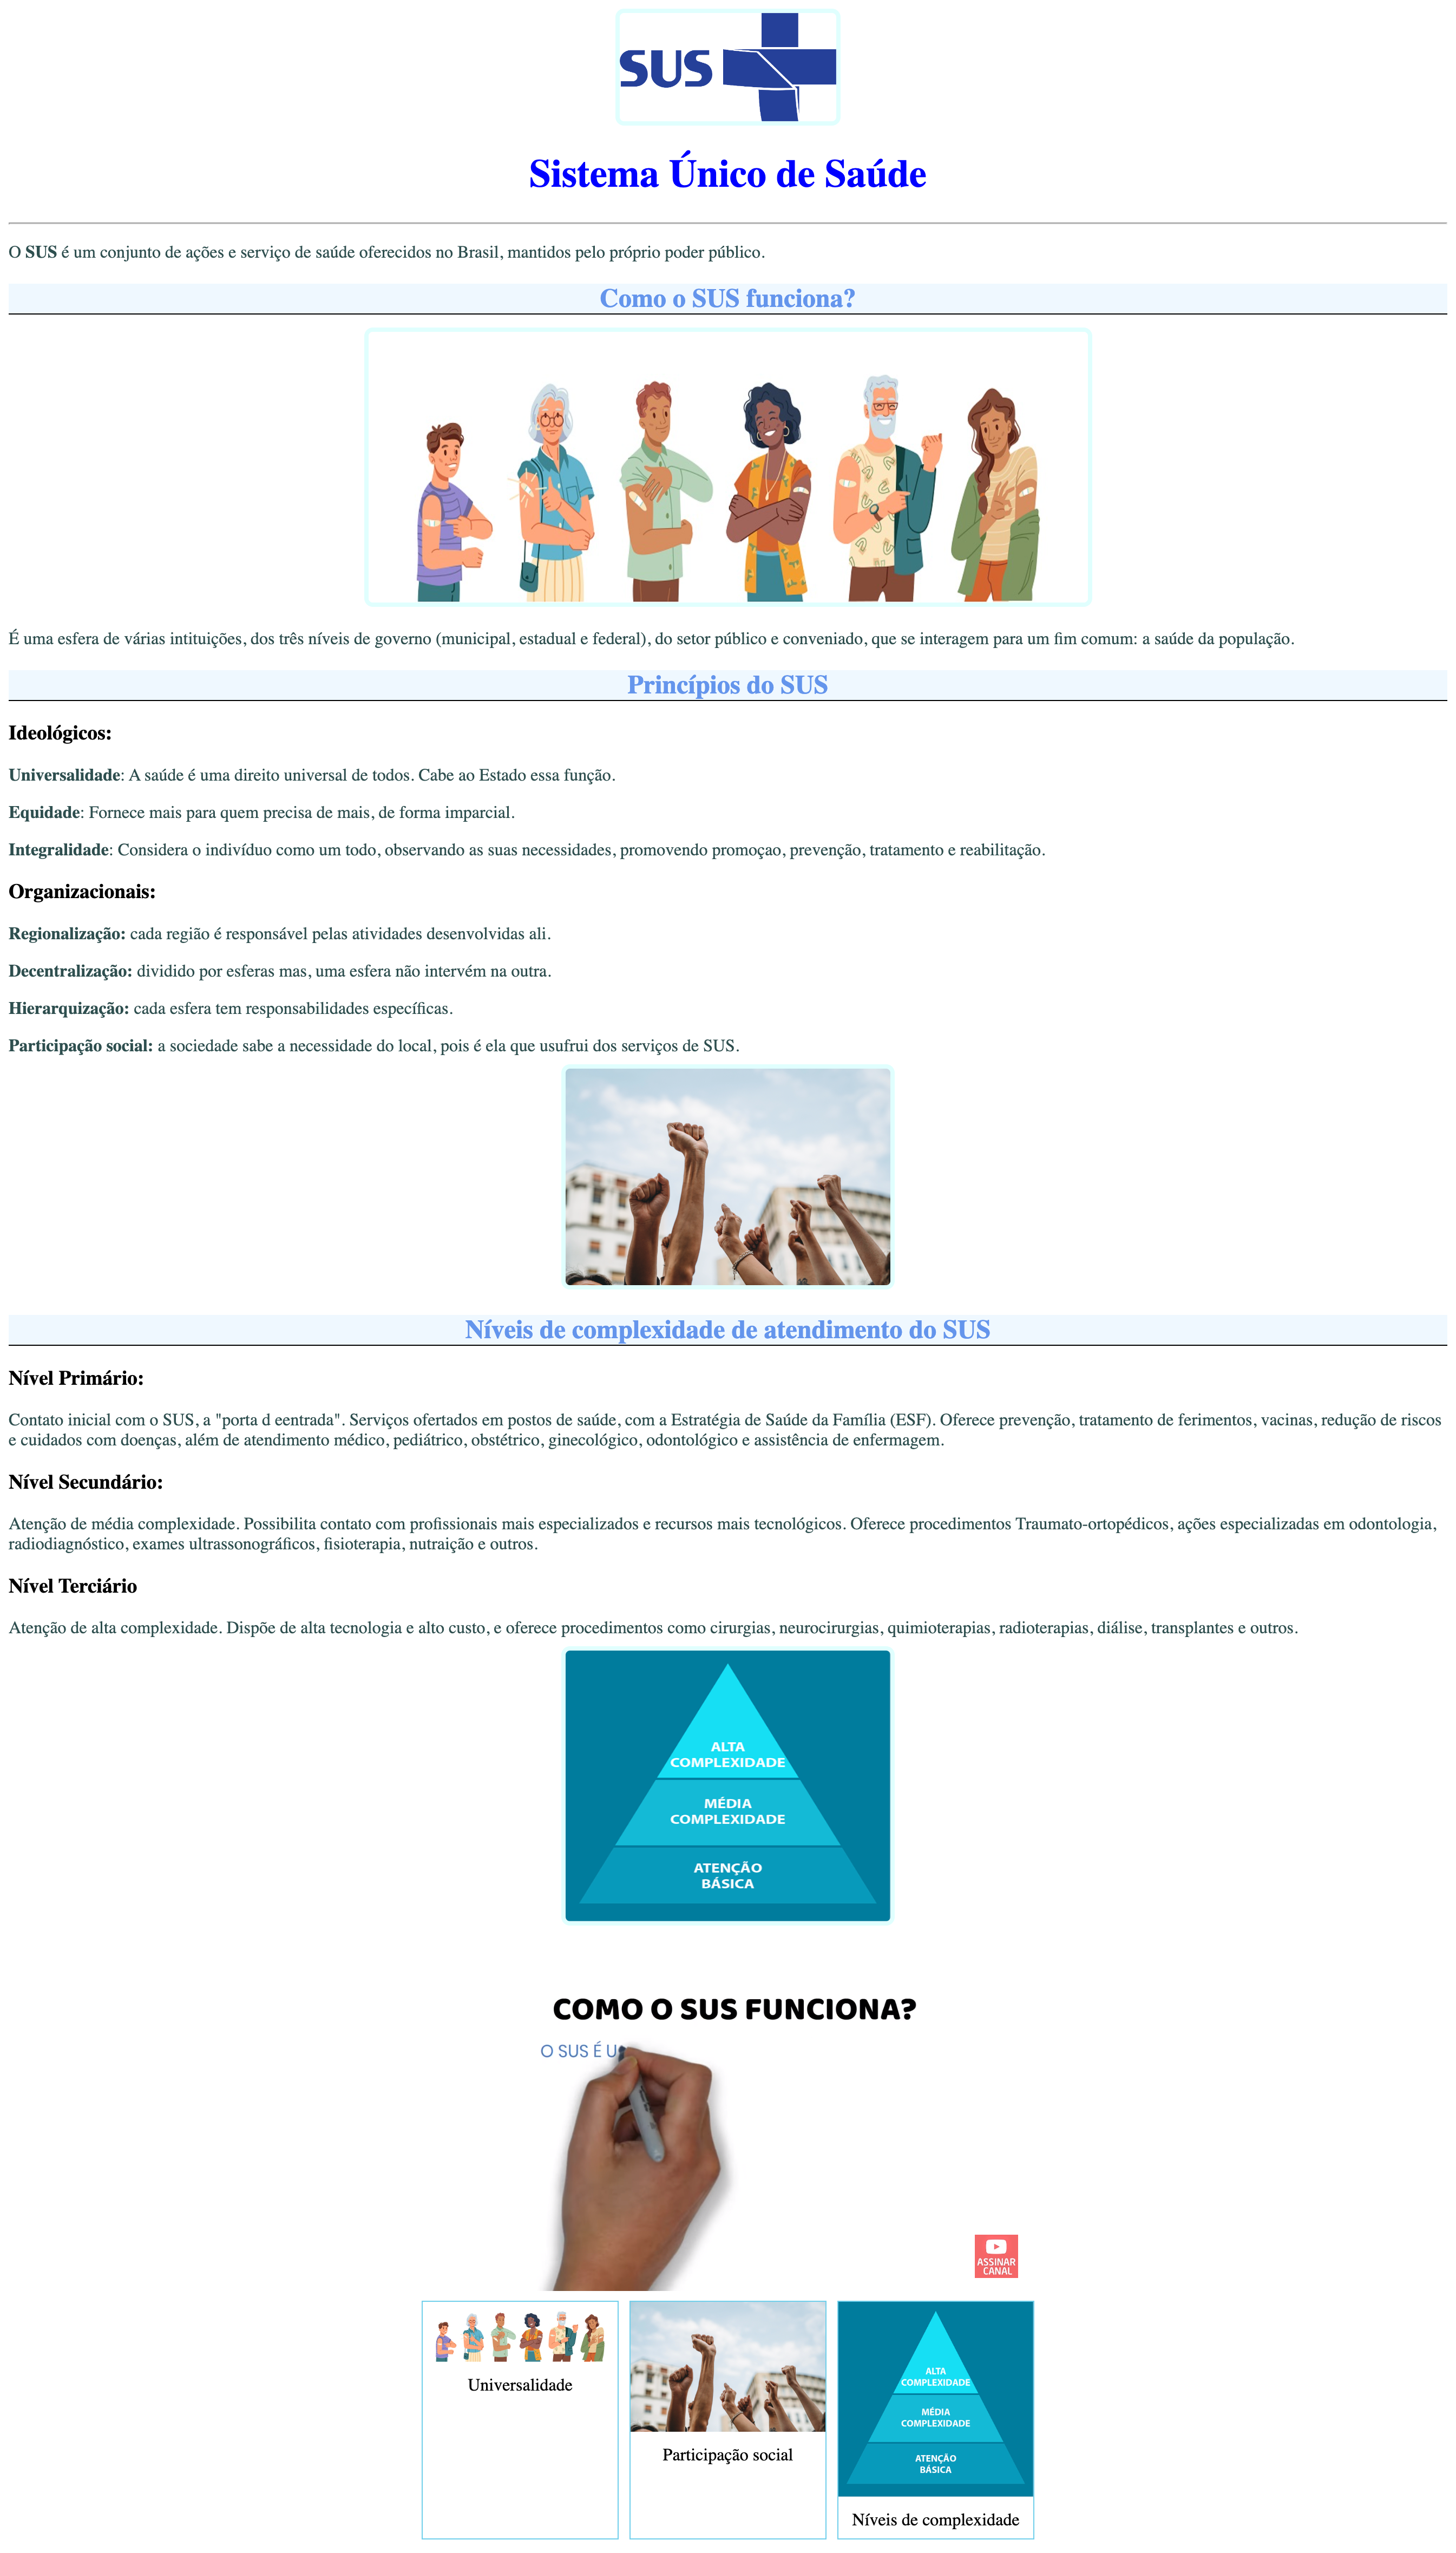 SUS
Sistema Único de Saúde
O SUS é um conjunto de ações e serviço de saúde oferecidos no Brasil, mantidos pelo próprio poder público.
Como o SUS funciona?
É uma esfera de várias intituições, dos três níveis de governo (municipal, estadual e federal), do setor público e conveniado, que se interagem para um fim comum: a saúde da população.
Princípios do SUS
Ideológicos:
Universalidade: A saúde é uma direito universal de todos. Cabe ao Estado essa função.
Equidade: Fornece mais para quem precisa de mais, de forma imparcial.
Integralidade: Considera o indivíduo como um todo, observando as suas necessidades, promovendo promoçao, prevenção, tratamento e reabilitação.
Organizacionais:
Regionalização: cada região é responsável pelas atividades desenvolvidas ali.
Decentralização: dividido por esferas mas, uma esfera não intervém na outra.
Hierarquização: cada esfera tem responsabilidades específicas.
Participação social: a sociedade sabe a necessidade do local, pois é ela que usufrui dos serviços de SUS.
Níveis de complexidade de atendimento do SUS
Nível Primário:
Contato inicial com o SUS, a "porta d eentrada". Serviços ofertados em postos de saúde, com a Estratégia de Saúde da Família (ESF). Oferece prevenção, tratamento de ferimentos, vacinas, redução de riscos
e cuidados com doenças, além de atendimento médico, pediátrico, obstétrico, ginecológico, odontológico e assistência de enfermagem.
Nível Secundário:
Atenção de média complexidade. Possibilita contato com profissionais mais especializados e recursos mais tecnológicos. Oferece procedimentos Traumato-ortopédicos, ações especializadas em odontologia,
radiodiagnóstico, exames ultrassonográficos, fisioterapia, nutraição e outros.
Nível Terciário
Atenção de alta complexidade. Dispõe de alta tecnologia e alto custo, e oferece procedimentos como cirurgias, neurocirurgias, quimioterapias, radioterapias, diálise, transplantes e outros.
ALTA
COMPLEXIDADE
MÉDIA
COMPLEXIDADE
ATENÇÃO
BÁSICA
COMO O SUS FUNCIONA?
O SUS É U
ASSINAR
CANAL
Universalidade
Participação social
ALTA
COMPLEXIDADE
MÉDIA
COMPLEXIDADE
ATENÇÃO
BÁSICA
Níveis de complexidade